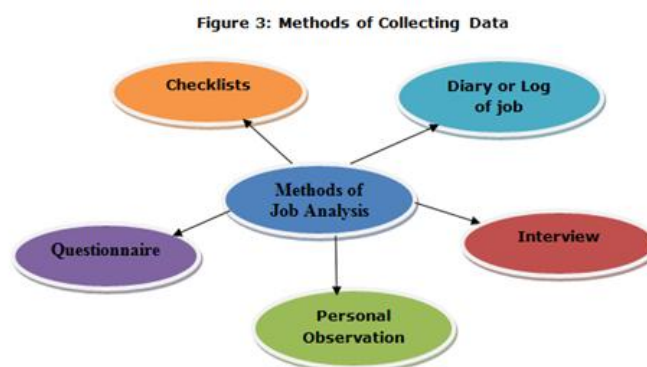 Figure 3: Methods of Collecting Data
Checklists
Diary or Log
of job
Methods of
Job Analysis
Questionnaire
Interview
Personal
Observation